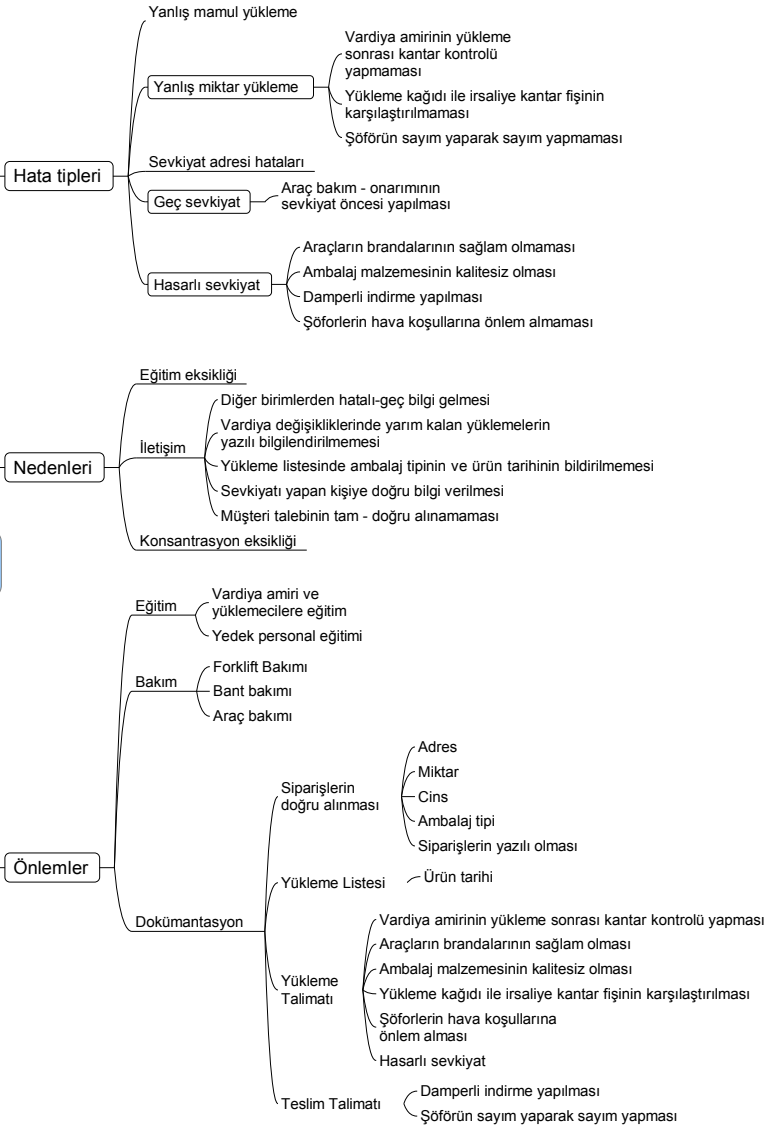 Yanlış mamul yükleme
Vardiya amirinin yükleme
sonrası kantar kontrolü
yapmaması
Yanlış miktar yükleme
Yükleme kağıdı ile irsaliye kantar fişinin
karşılaştırılmaması
Şöförün sayım yaparak sayım yapmaması
Sevkiyat adresi hataları
Hata tipleri
Araç bakım - onarımının
sevkiyat öncesi yapılması
Geç sevkiyat
Araçların brandalarının sağlam olmaması
Ambalaj malzemesinin kalitesiz olması
Hasarlı sevkiyat
Damperli indirme yapılması
Şöforlerin hava koşullarına önlem almaması
Eğitim eksikliği
Diğer birimlerden hatalı-geç bilgi gelmesi
Vardiya değişikliklerinde yarım kalan yüklemelerin
yazılı bilgilendirilmemesi
İletişim
Nedenleri
Yükleme listesinde ambalaj tipinin ve ürün tarihinin bildirilmemesi
Sevkiyatı yapan kişiye doğru bilgi verilmesi
Müşteri talebinin tam - doğru alınamaması
Konsantrasyon eksikliği
Eğitim
Vardiya amiri ve
yüklemecilere eğitim
Yedek personal eğitimi
Bakım
Forklift Bakımı
Bant bakımı
Araç bakımı
Siparişlerin
doğru alınması
Adres
Miktar
Cins
Ambalaj tipi
Siparişlerin yazılı olması
Önlemler
Yükleme Listesi
Ürün tarihi
Dokümantasyon
Vardiya amirinin yükleme sonrası kantar kontrolü yapması
Araçların brandalarının sağlam olması
Ambalaj malzemesinin kalitesiz olması
Yükleme
Talimatı
Yükleme kağıdı ile irsaliye kantar fişinin karşılaştırılması
Şöforlerin hava koşullarına
önlem alması
Hasarlı sevkiyat
Teslim Talimatı
Damperli indirme yapılması
Şöförün sayım yaparak sayım yapması